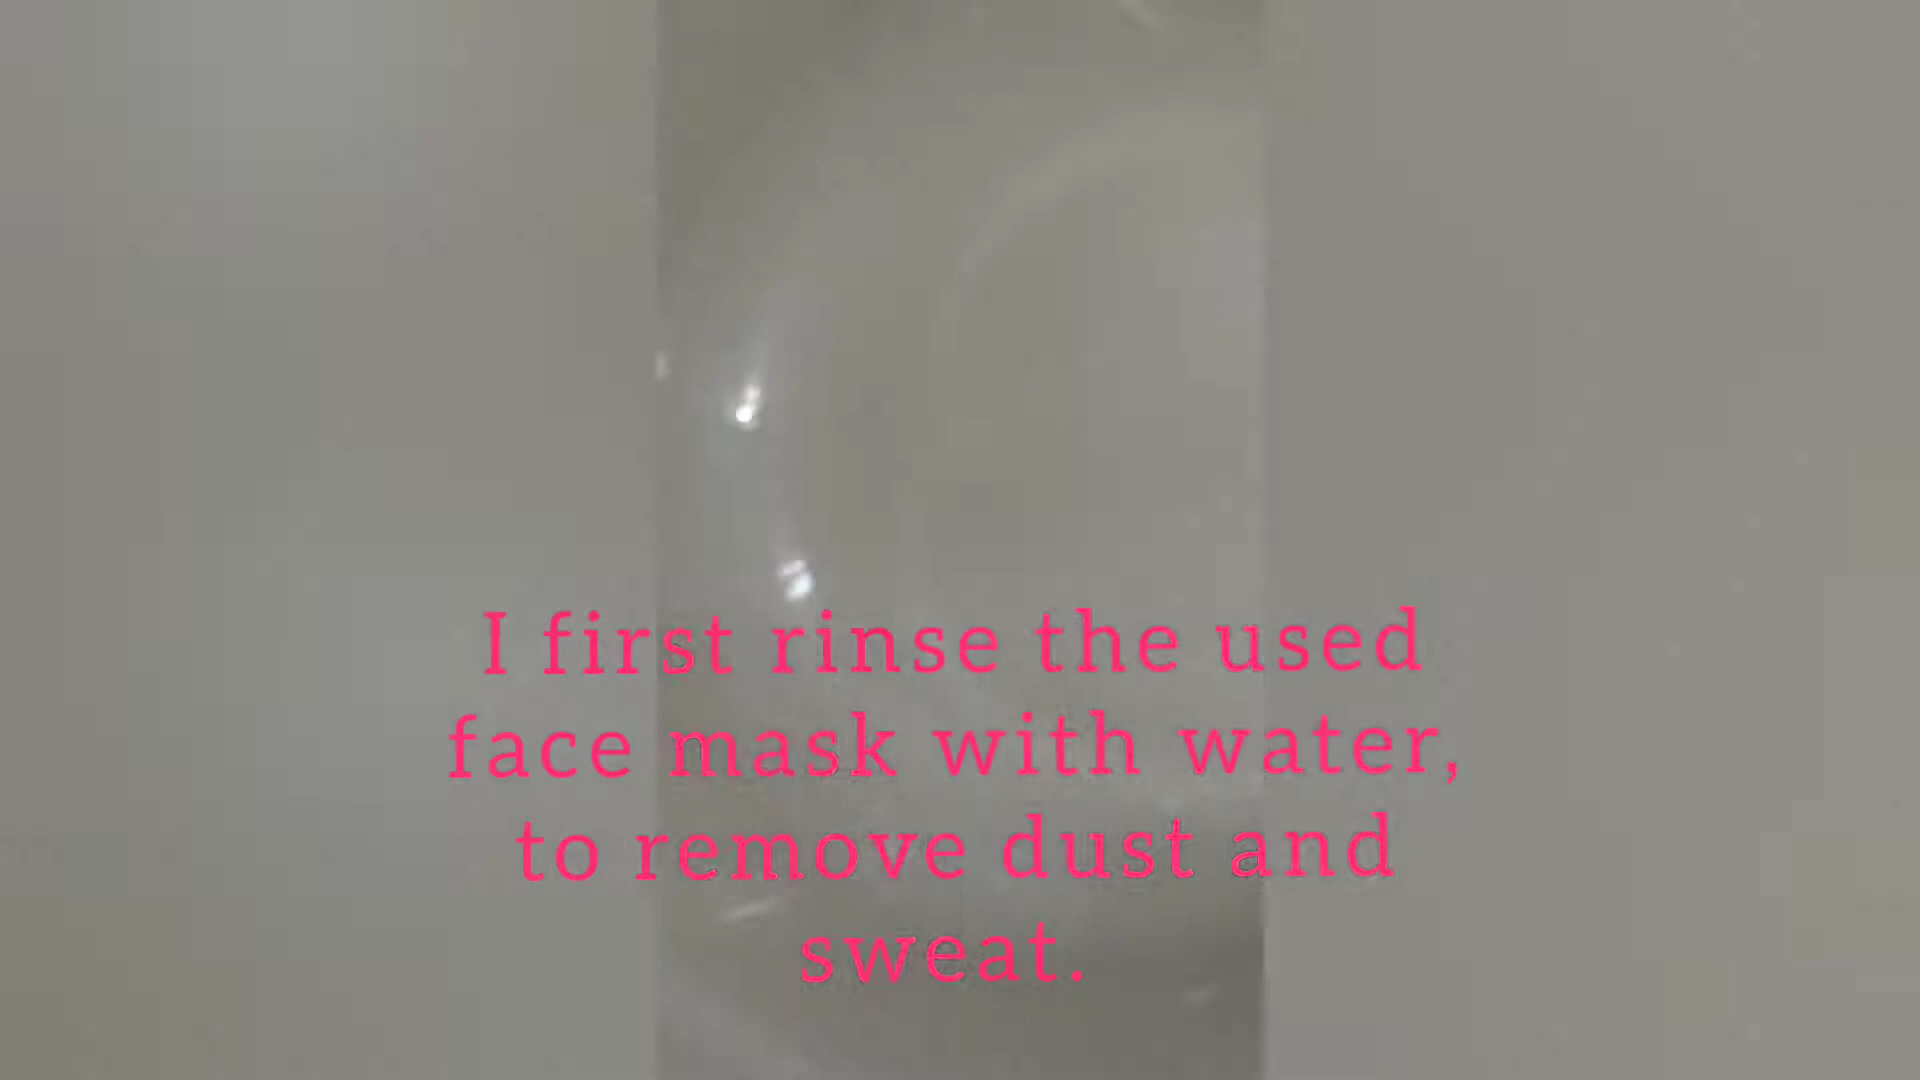 I first rinse the used
face mask with water,
to remove dust and
sweat.